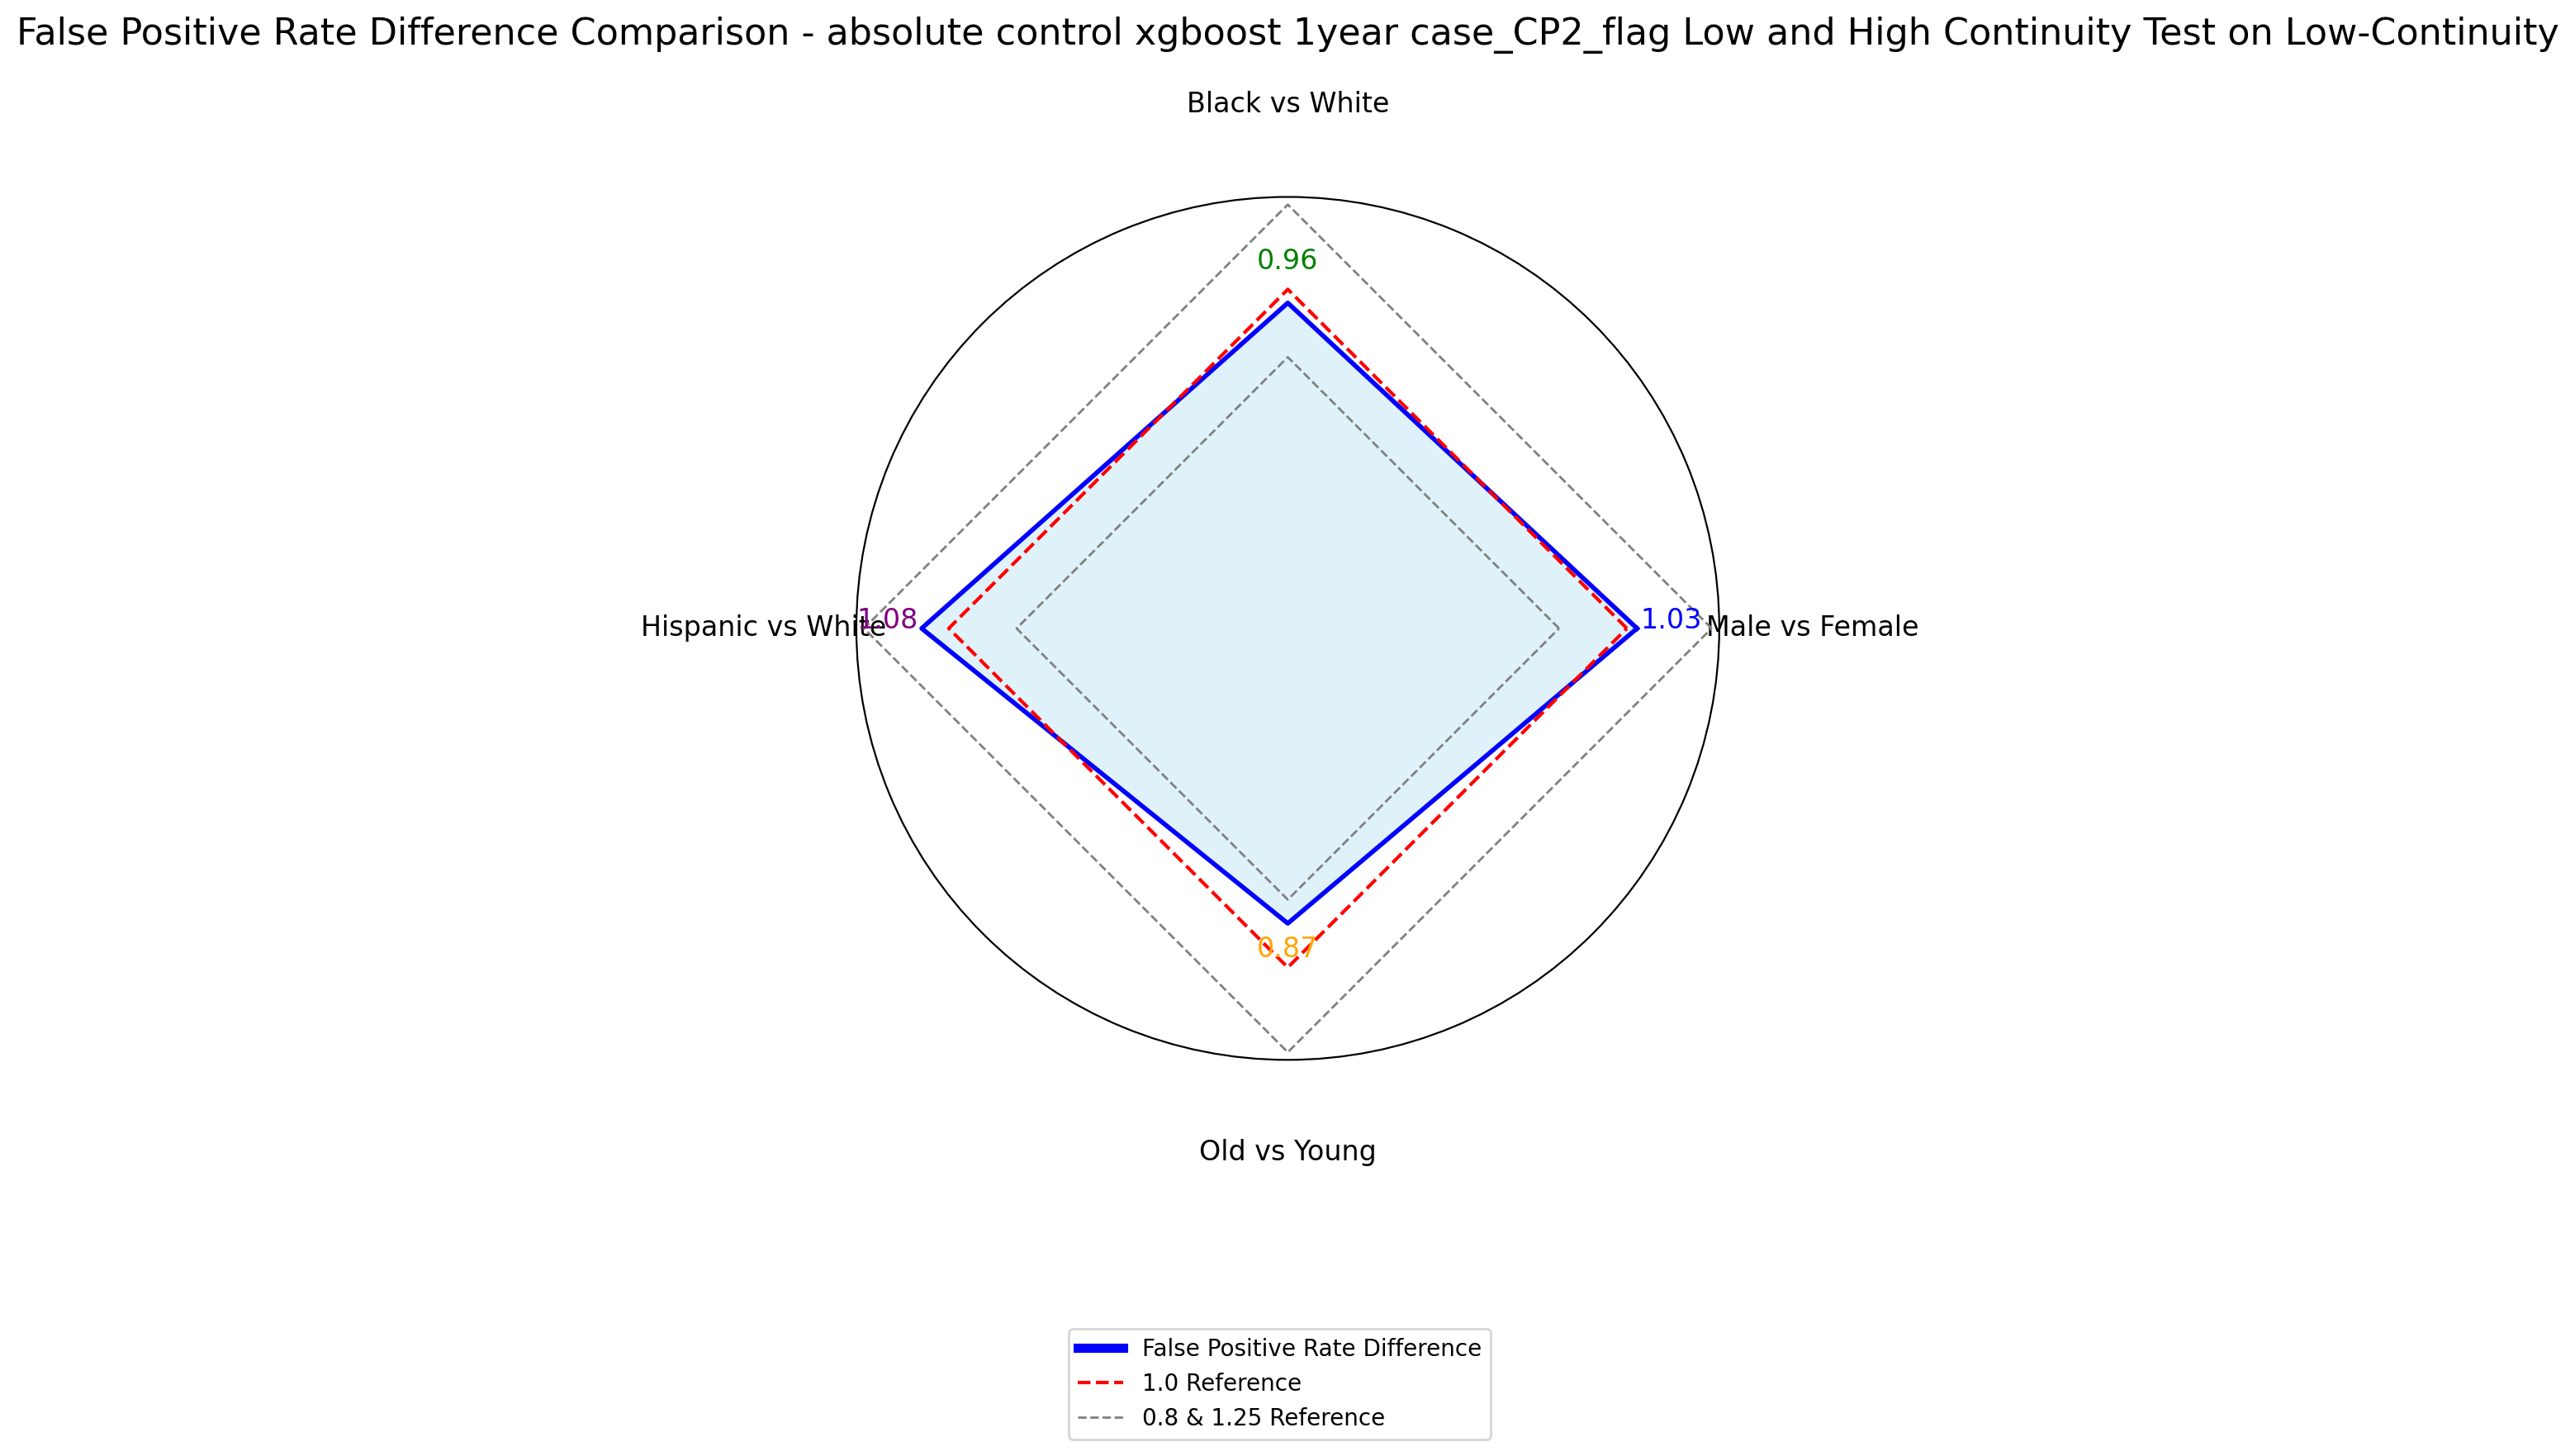 False Positive Rate Difference Comparison - absolute control xgboost 1year case_CP2_flag Low and High Continuity Test on Low-Continuity
Black vs White
0.96
Hispanic vs White
1.08
1.03
Male vs Female
0.87
Old vs Young
False Positive Rate Difference
1.0 Reference
0.8 & 1.25 Reference